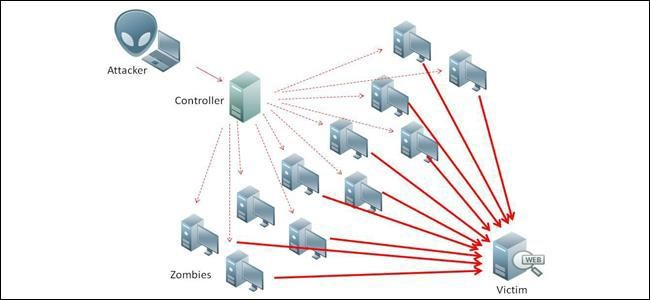 Attacker
Controller
Zombies
WEB
Victim